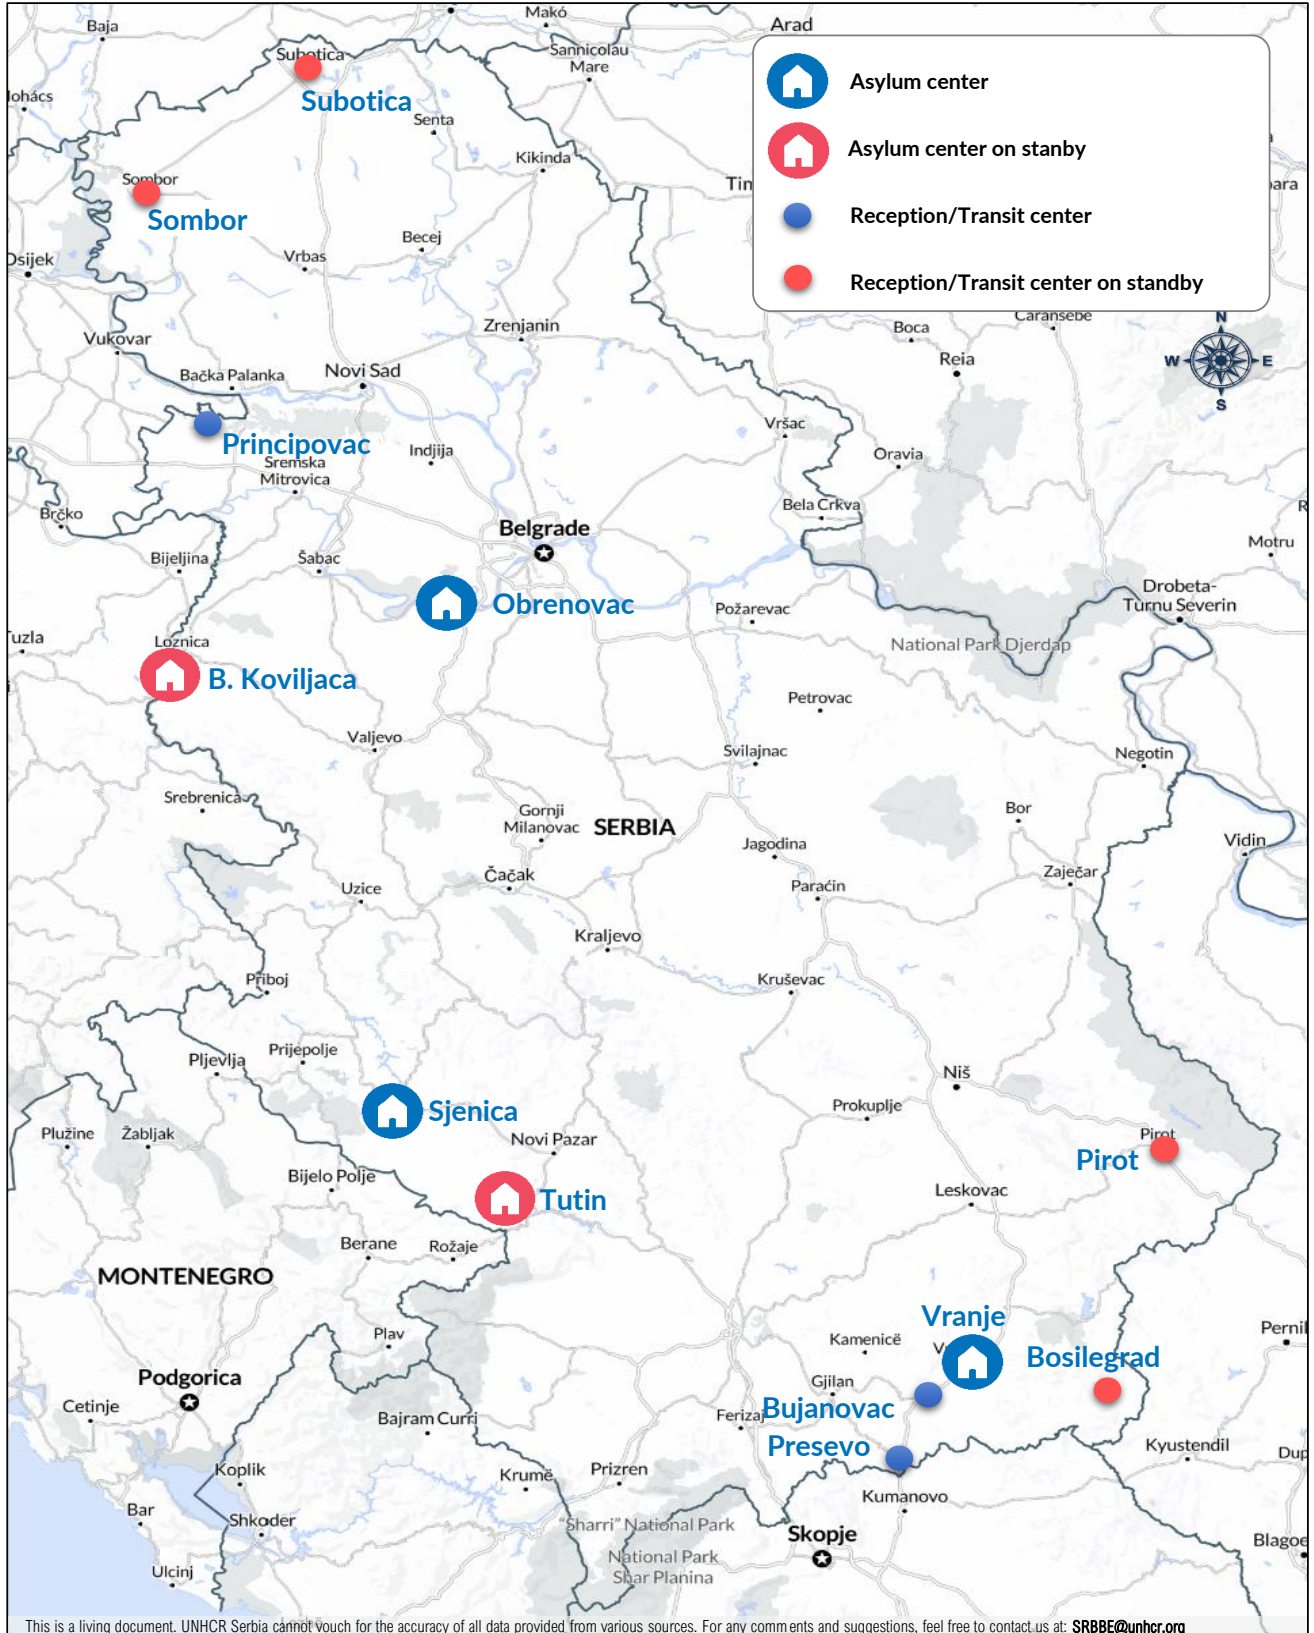 Baja
Makó
Arad
Subotica
Sannicolau
Mare
Subotica
Senta
Kikinda
Asylum center
Asylum center on stanby
Reception/Transit center
Reception/Transit center on standby
Sombor
Sombor
Becej
Vrbas
Osijek
Zrenjanin
Vukovar
Bačka Palanka
Novi Sad
Boca
Reia
N
W
E
S
Principovac
Sremska
Mitrovica
Indjija
Vršac
Oravia
Brčko
Bela Crkva
Belgrade
Bijeljina
Šabac
Motru
Drobeta-
Turnu Severin
Obrenovac
Požarevac
National Park Djerdap
Loznica
B. Koviljaca
Petrovac
Valjevo
Svilajnac
Negotin
Srebrenica
Gornji
Milanovac
SERBIA
Bor
Jagodina
Vidin
Uzice
Čačak
Paraćin
Zaječar
Kraljevo
Priboj
Kruševac
Prijepolje
Pljevlja
Niš
Sjenica
Prokuplje
Plužine
Žabljak
Novi Pazar
Pirot
Pirot
Bijelo Polje
Tutin
Leskovac
Berane
Rožaje
MONTENEGRO
Vranje
Plav
Kamenicë
Bosilegrad
Podgorica
Gjilan
Cetinje
Bajram Curri
Ferizaj
Bujanovac
Presevo
Kyustendil
Koplik
Krumë
Prizren
Kumanovo
Bar
Shkoder
"Sharri" National Park
Skopje
Ulcinj
National Park
Shar Planina
This is a living document. UNHCR Serbia cannot vouch for the accuracy of all data provided from various sources. For any comments and suggestions, feel free to contact us at: SRBBE@unhcr.org